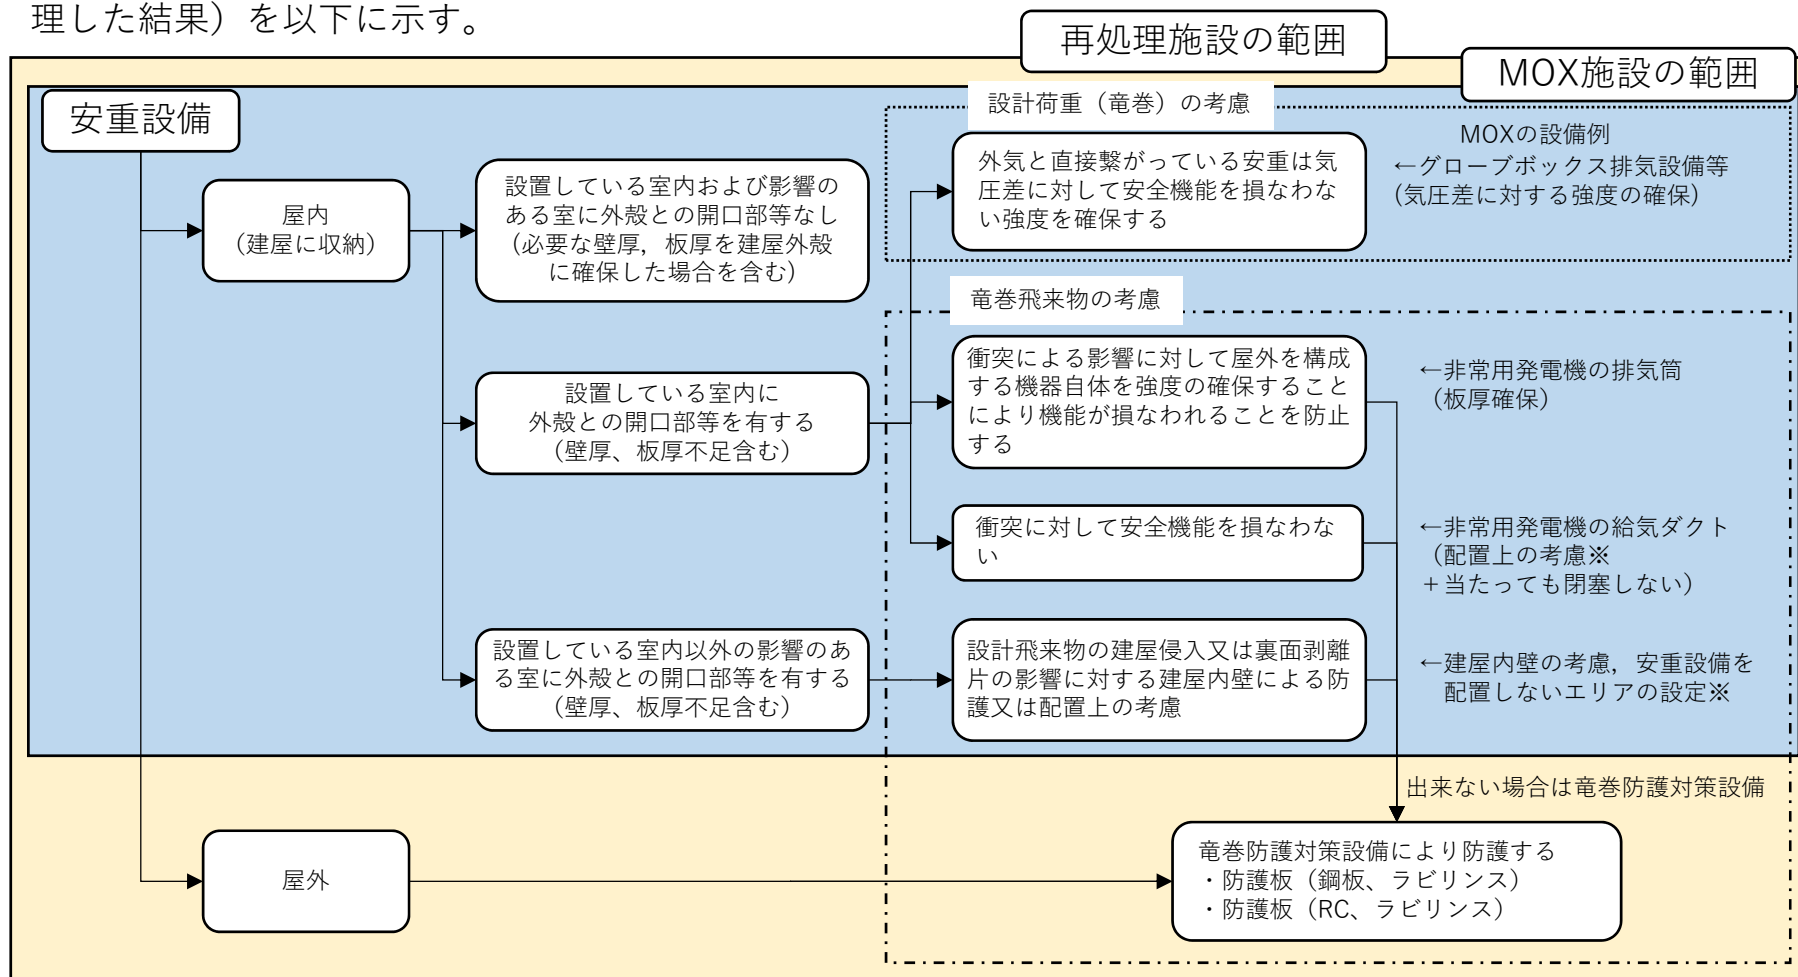 理した結果）を以下に示す。
再処理施設の範囲
MOX施設の範囲
安重設備
設計荷重（竜巻）の考慮
外気と直接繋がっている安重は気
圧差に対して安全機能を損なわな
い強度を確保する
MOXの設備例
←グローブボックス排気設備等
(気圧差に対する強度の確保）
屋内
（建屋に収納）
設置している室内および影響の
ある室に外殻との開口部等なし
（必要な壁厚，板厚を建屋外殻
に確保した場合を含む）
竜巻飛来物の考慮
衝突による影響に対して屋外を構成
する機器自体を強度の確保すること
により機能が損なわれることを防止
する
←非常用発電機の排気筒
（板厚確保）
設置している室内に
外殻との開口部等を有する
（壁厚、板厚不足含む）
衝突に対して安全機能を損なわな
い
←非常用発電機の給気ダクト
（配置上の考慮※
＋当たっても閉塞しない）
設置している室内以外の影響のあ
る室に外殻との開口部等を有する
（壁厚、板厚不足含む）
設計飛来物の建屋侵入又は裏面剥離
片の影響に対する建屋内壁による防
護又は配置上の考慮
←建屋内壁の考慮，安重設備を
配置しないエリアの設定※
出来ない場合は竜巻防護対策設備
屋外
竜巻防護対策設備により防護する
・防護板（鋼板、ラビリンス）
・防護板（RC、ラビリンス）